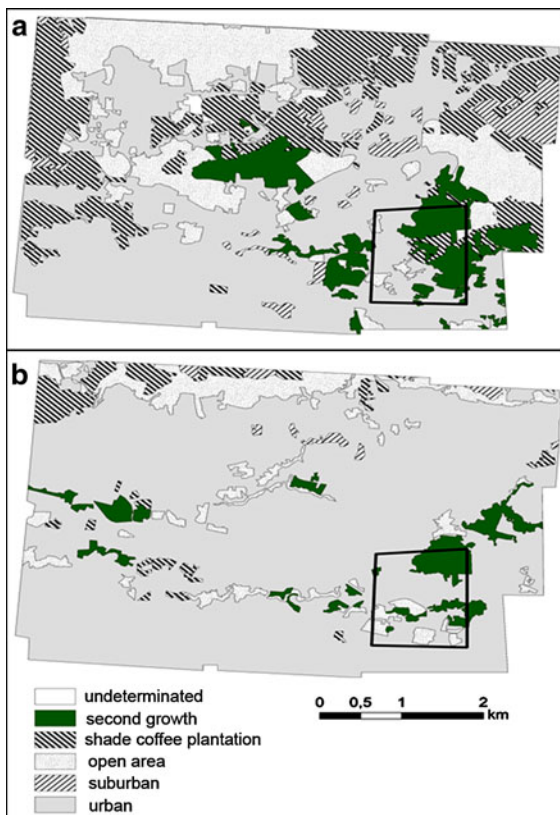 a
b
undeterminated
second growth
shade coffee plantation
open area
suburban
urban
0 0,5 1 2
km